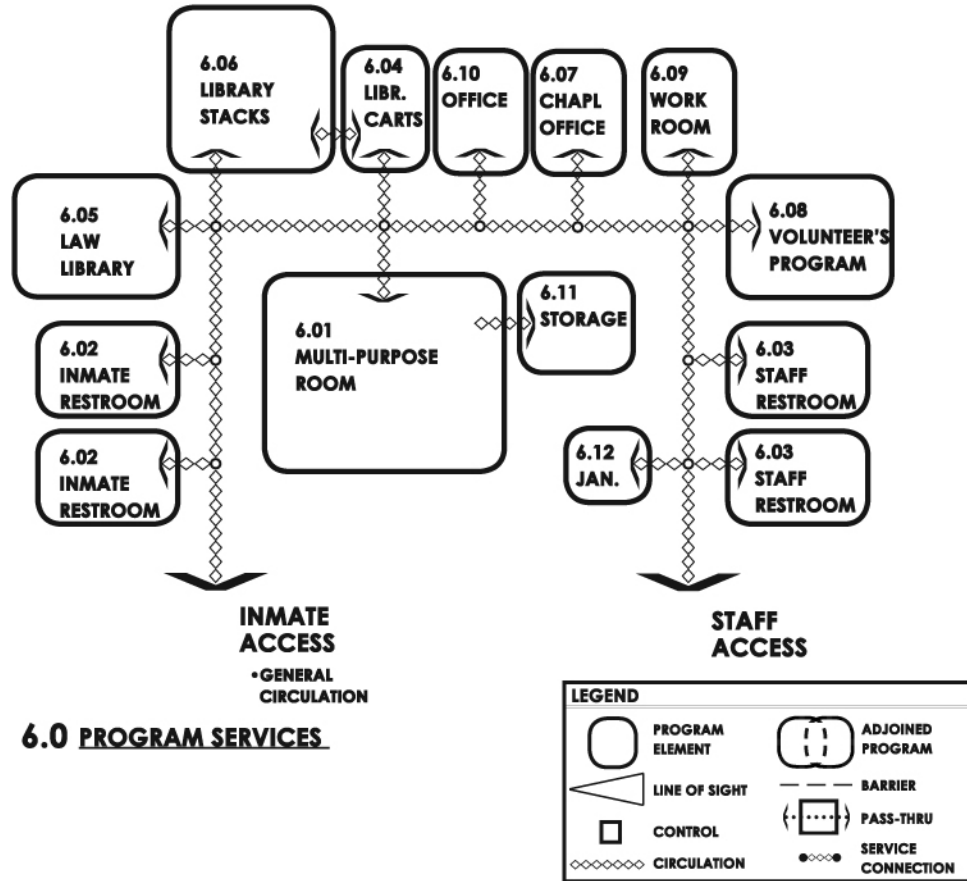 6.06
LIBRARY
STACKS
6.04
LIBR.
CARTS
6.10
OFFICE
6.07
CHAPL
OFFICE
6.09
WORK
ROOM
6.05
LAW
LIBRARY
6.08
VOLUNTEER'S
PROGRAM
6.01
MULTI-PURPOSE
ROOM
6.11
STORAGE
6.02
INMATE
RESTROOM
6.03
STAFF
RESTROOM
6.02
INMATE
RESTROOM
6.12
JAN.
6.03
STAFF
RESTROOM
INMATE
ACCESS
•GENERAL
CIRCULATION
STAFF
ACCESS
6.0 PROGRAM SERVICES
LEGEND
PROGRAM
ELEMENT
ADJOINED
PROGRAM
LINE OF SIGHT
BARRIER
PASS-THRU
CONTROL
CIRCULATION
SERVICE
CONNECTION